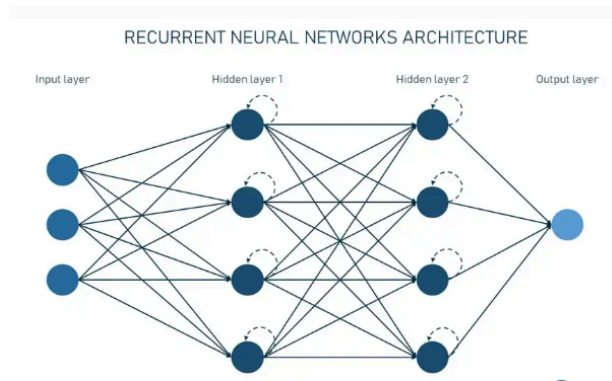 RECURRENT NEURAL NETWORKS ARCHITECTURE
Input layer
Hidden layer 1
Hidden layer 2
Output layer